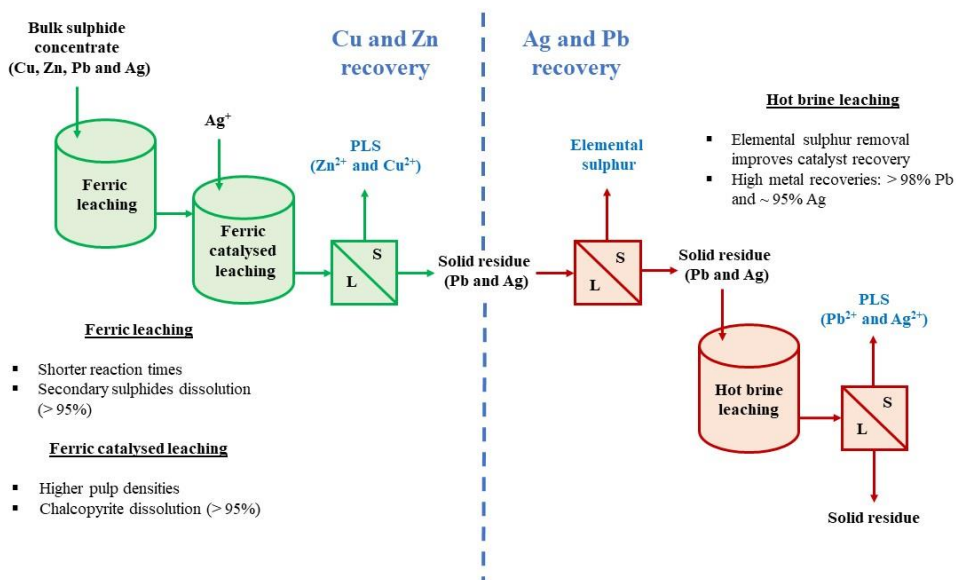 Bulk sulphide
concentrate
(Cu, Zn, Pb and Ag)
Cu and Zn
recovery
Ag and Pb
recovery
Ag⁺
Ferric
leaching
Ferric
catalysed
leaching
PLS
(Zn²⁺ and Cu²⁺)
S
L
Solid residue
(Pb and Ag)
Elemental
sulphur
S
L
Solid residue
(Pb and Ag)
Hot brine leaching
▪ Elemental sulphur removal
improves catalyst recovery
▪ High metal recoveries: > 98% Pb
and ~ 95% Ag
PLS
(Pb²⁺ and Ag²⁺)
Hot brine
leaching
S
L
Solid residue
Ferric leaching
▪ Shorter reaction times
▪ Secondary sulphides dissolution
(> 95%)
Ferric catalysed leaching
▪ Higher pulp densities
▪ Chalcopyrite dissolution (> 95%)